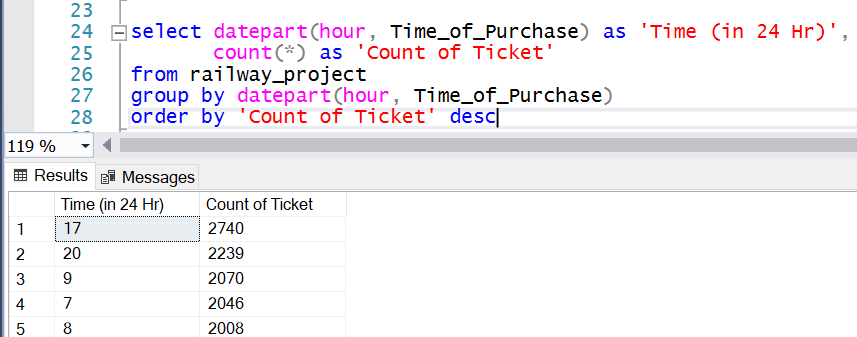 23
24 select datepart(hour, Time_of_Purchase) as 'Time (in 24 Hr)',
25 count(*) as 'Count of Ticket'
26 from railway_project
27 group by datepart(hour, Time_of_Purchase)
28 order by 'Count of Ticket' desc
119 %
Results Messages
Time (in 24 Hr) Count of Ticket
1 17 2740
2 20 2239
3 9 2070
4 7 2046
5 8 2008